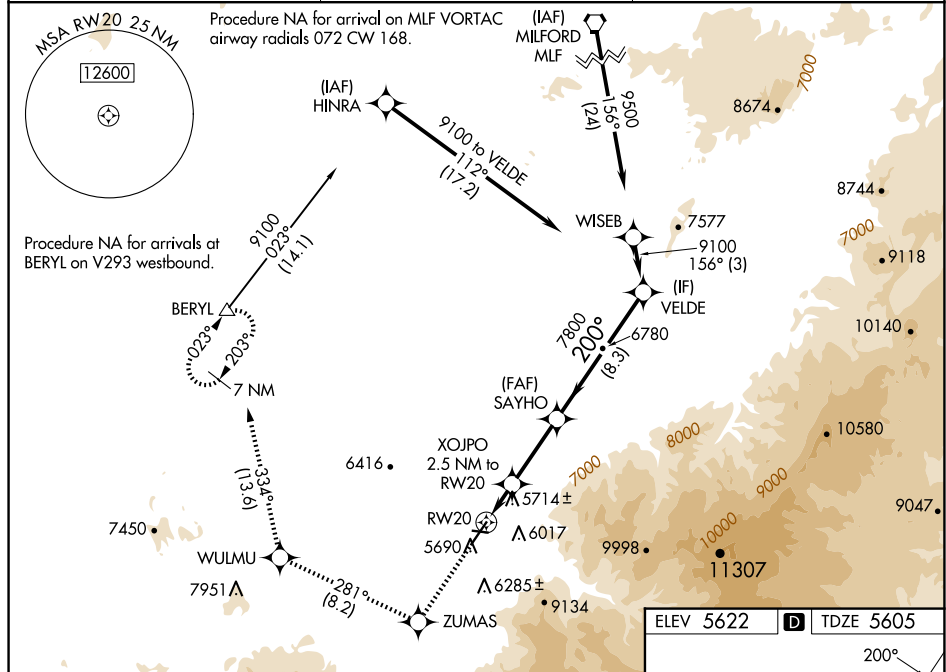 MSA RW20 25 NM
12600
Procedure NA for arrival on MLF VORTAC
airway radials 072 CW 168.
(IAF)
MILFORD
MLF
(IAF)
HINRA
9100 to VELDE
112°
(17.2)
9500
156°
(24)
7000
8674
8744
7000
9118
10140
WISEB
7577
9100
156° (3)
(IF)
VELDE
9100
023°
(14.1)
Procedure NA for arrivals at
BERYL on V293 westbound.
BERYL
023°
203°
7 NM
7800
200°
(8.3)
6780
(FAF)
SAYHO
XOJPO
2.5 NM to
RW20
5714±
RW20
5690
6017
6416
7000
8000
9000
10000
10580
9047
9998
11307
7450
334°
(13.6)
WULMU
7951
281°
(8.2)
ZUMAS
6285±
9134
ELEV 5622
D
TDZE 5605
200°